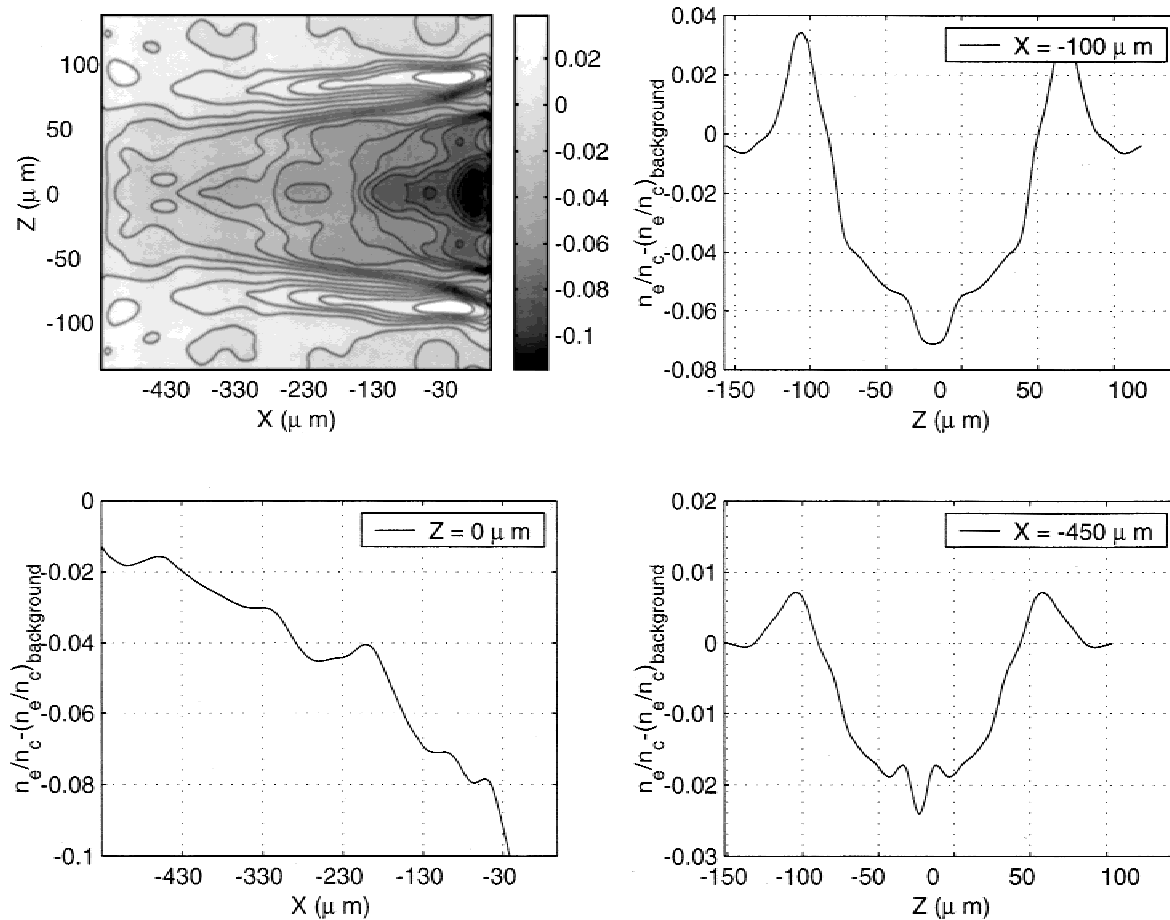 100
50
0
-50
-100
Z (μ m)
-430 -330 -230 -130 -30
X (μ m)
0.02
0
-0.02
-0.04
-0.06
-0.08
-0.1
0.04
0.02
0
-0.02
-0.04
-0.06
-0.08
n_e/n_c-(n_e/n_c)_background
X = -100 μ m
-150 -100 -50 0 50 100
Z (μ m)
0
-0.02
-0.04
-0.06
-0.08
-0.1
n_e/n_c-(n_e/n_c)_background
Z = 0 μ m
-430 -330 -230 -130 -30
X (μ m)
0.02
0.01
0
-0.01
-0.02
-0.03
n_e/n_c-(n_e/n_c)_background
X = -450 μ m
-150 -100 -50 0 50 100
Z (μ m)